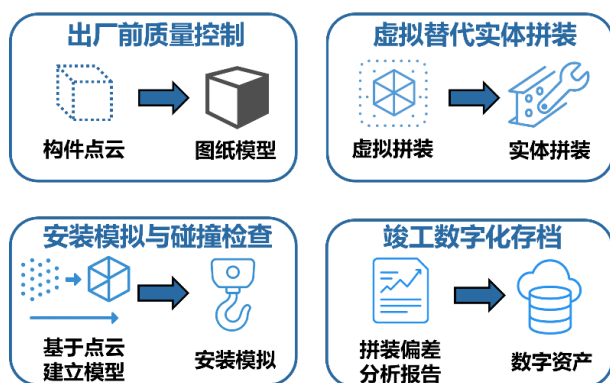 出厂前质量控制
构件点云
图纸模型
虚拟替代实体拼装
虚拟拼装
实体拼装
安装模拟与碰撞检查
基于点云
建立模型
安装模拟
竣工数字化存档
拼装偏差
分析报告
数字资产